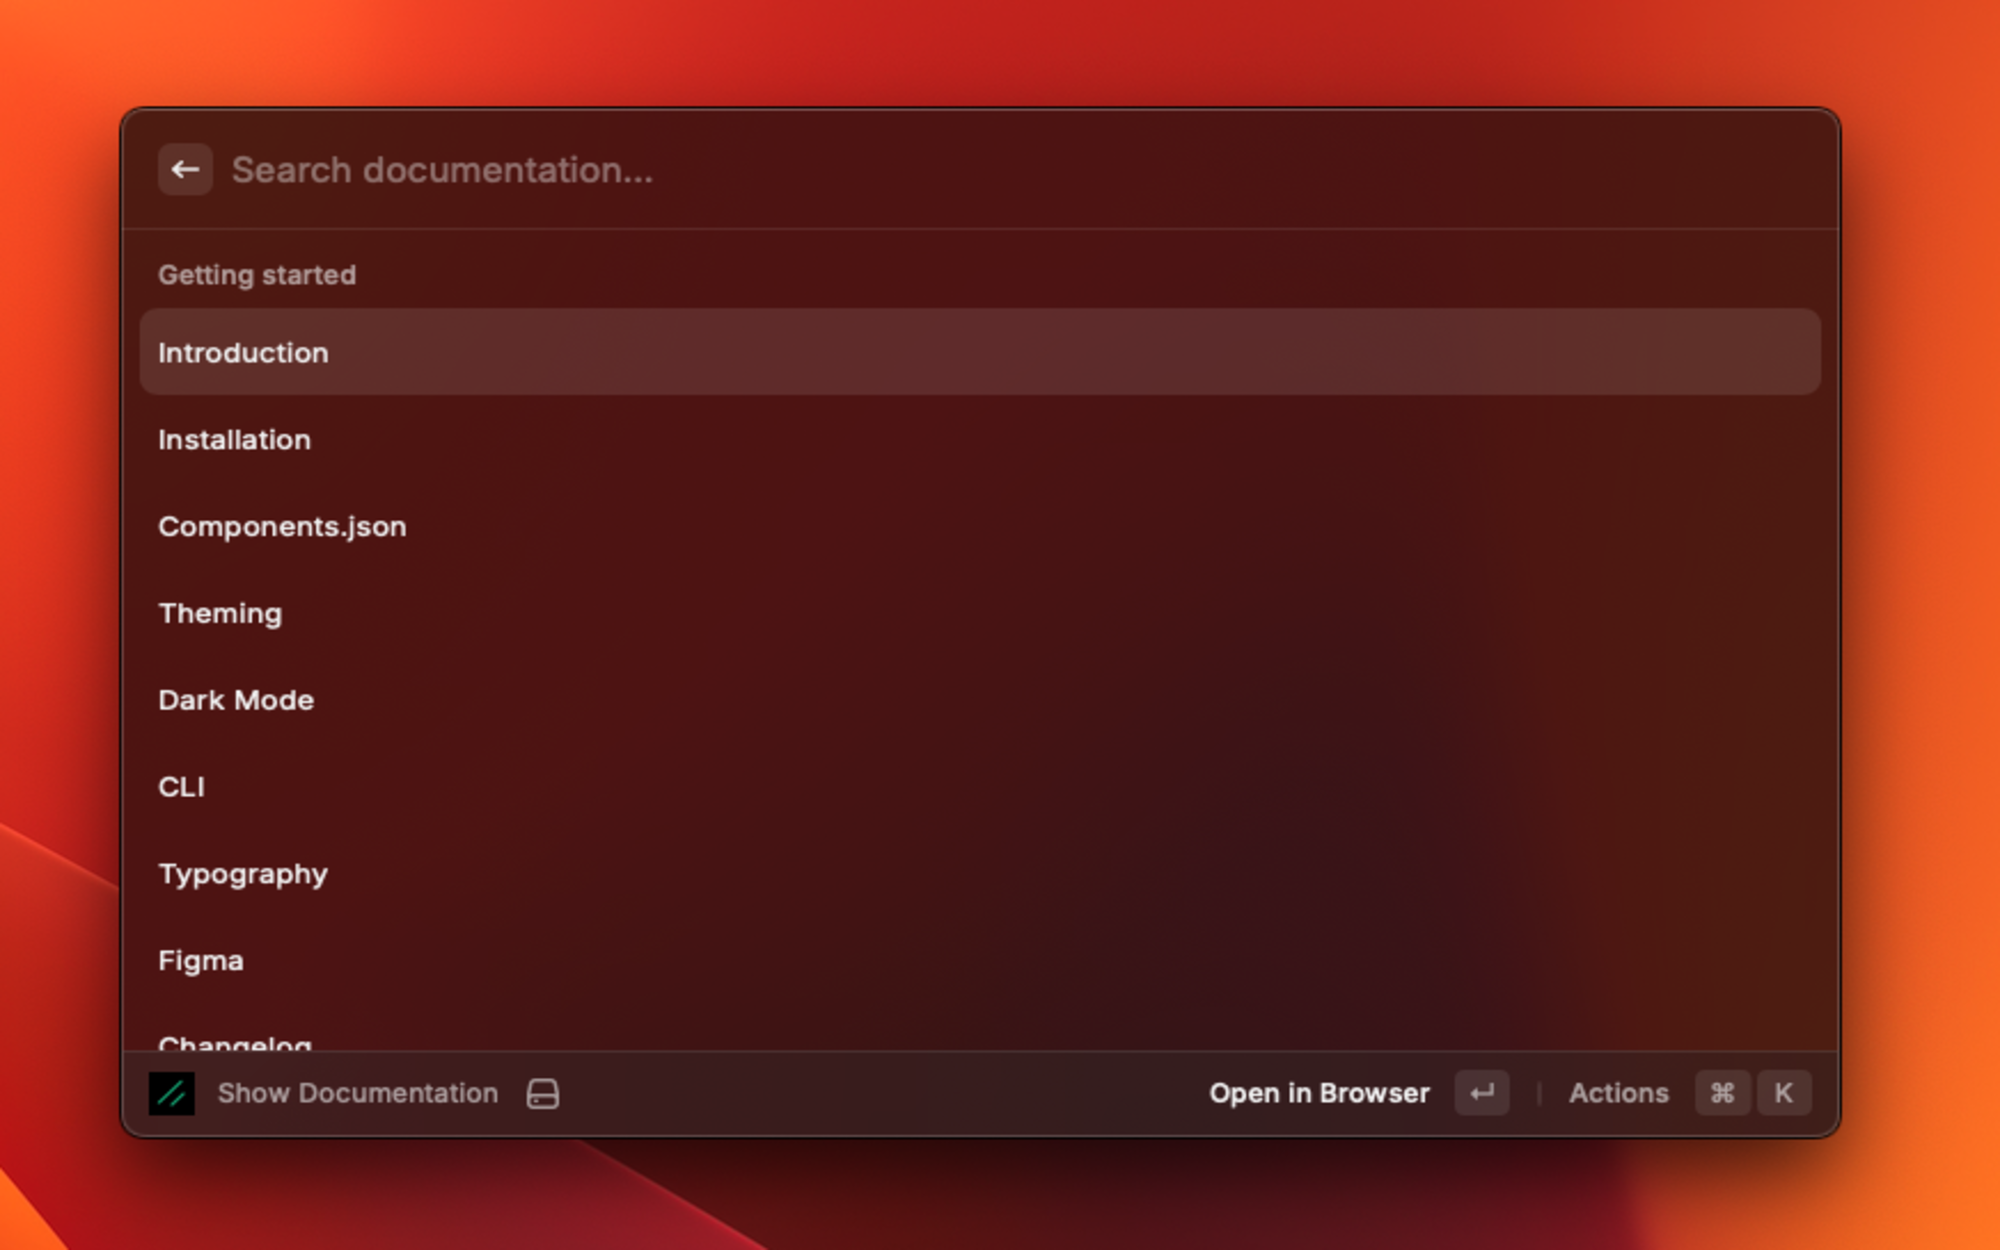 Search documentation...
Getting started
Introduction
Installation
Components.json
Theming
Dark Mode
CLI
Typography
Figma
Changelog
Show Documentation
Open in Browser ↵ Actions ⌘ K